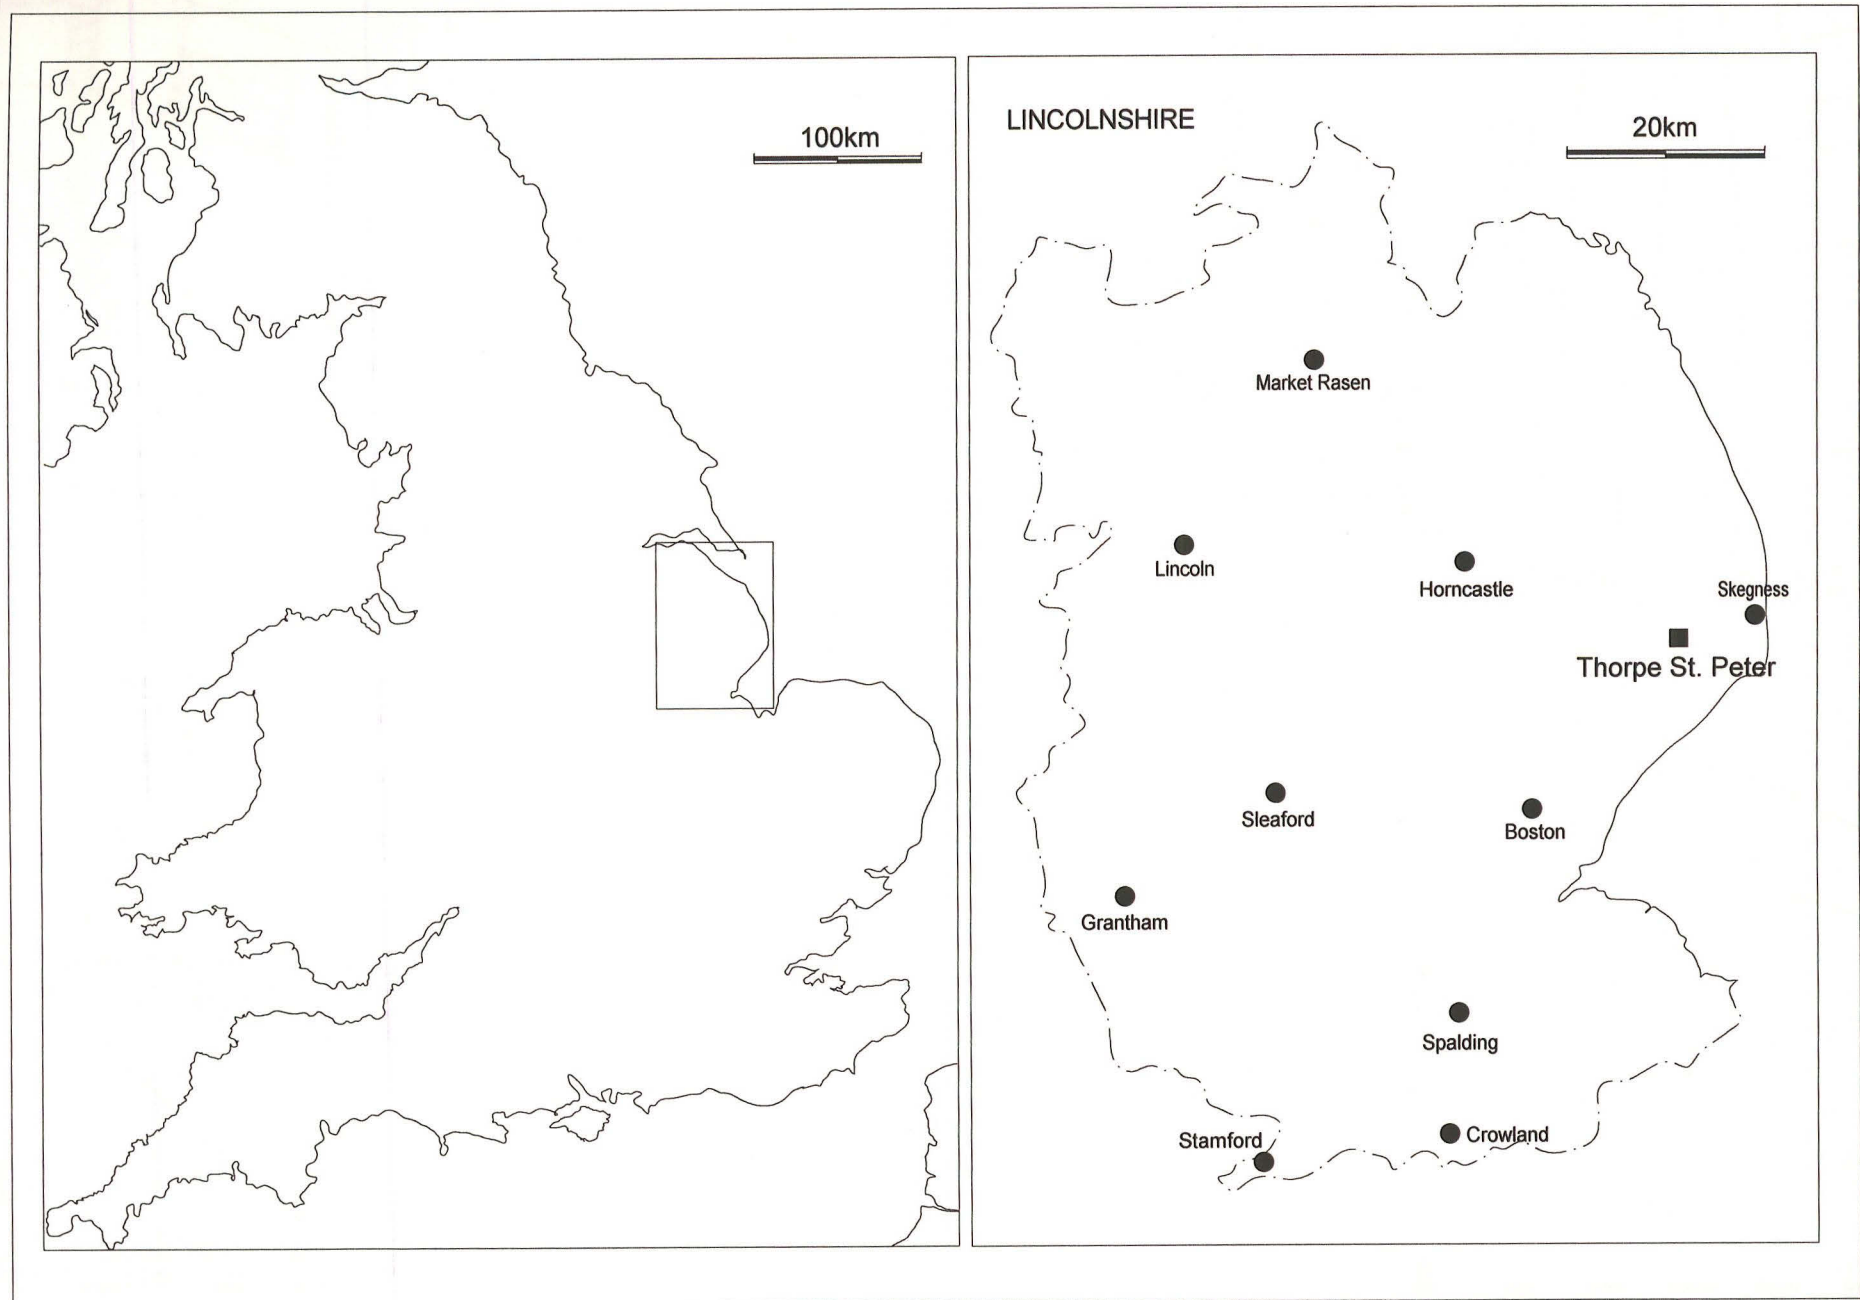 100km
LINCOLNSHIRE
20km
Market Rasen
Lincoln
Horncastle
Skegness
Thorpe St. Peter
Sleaford
Boston
Grantham
Spalding
Stamford
Crowland